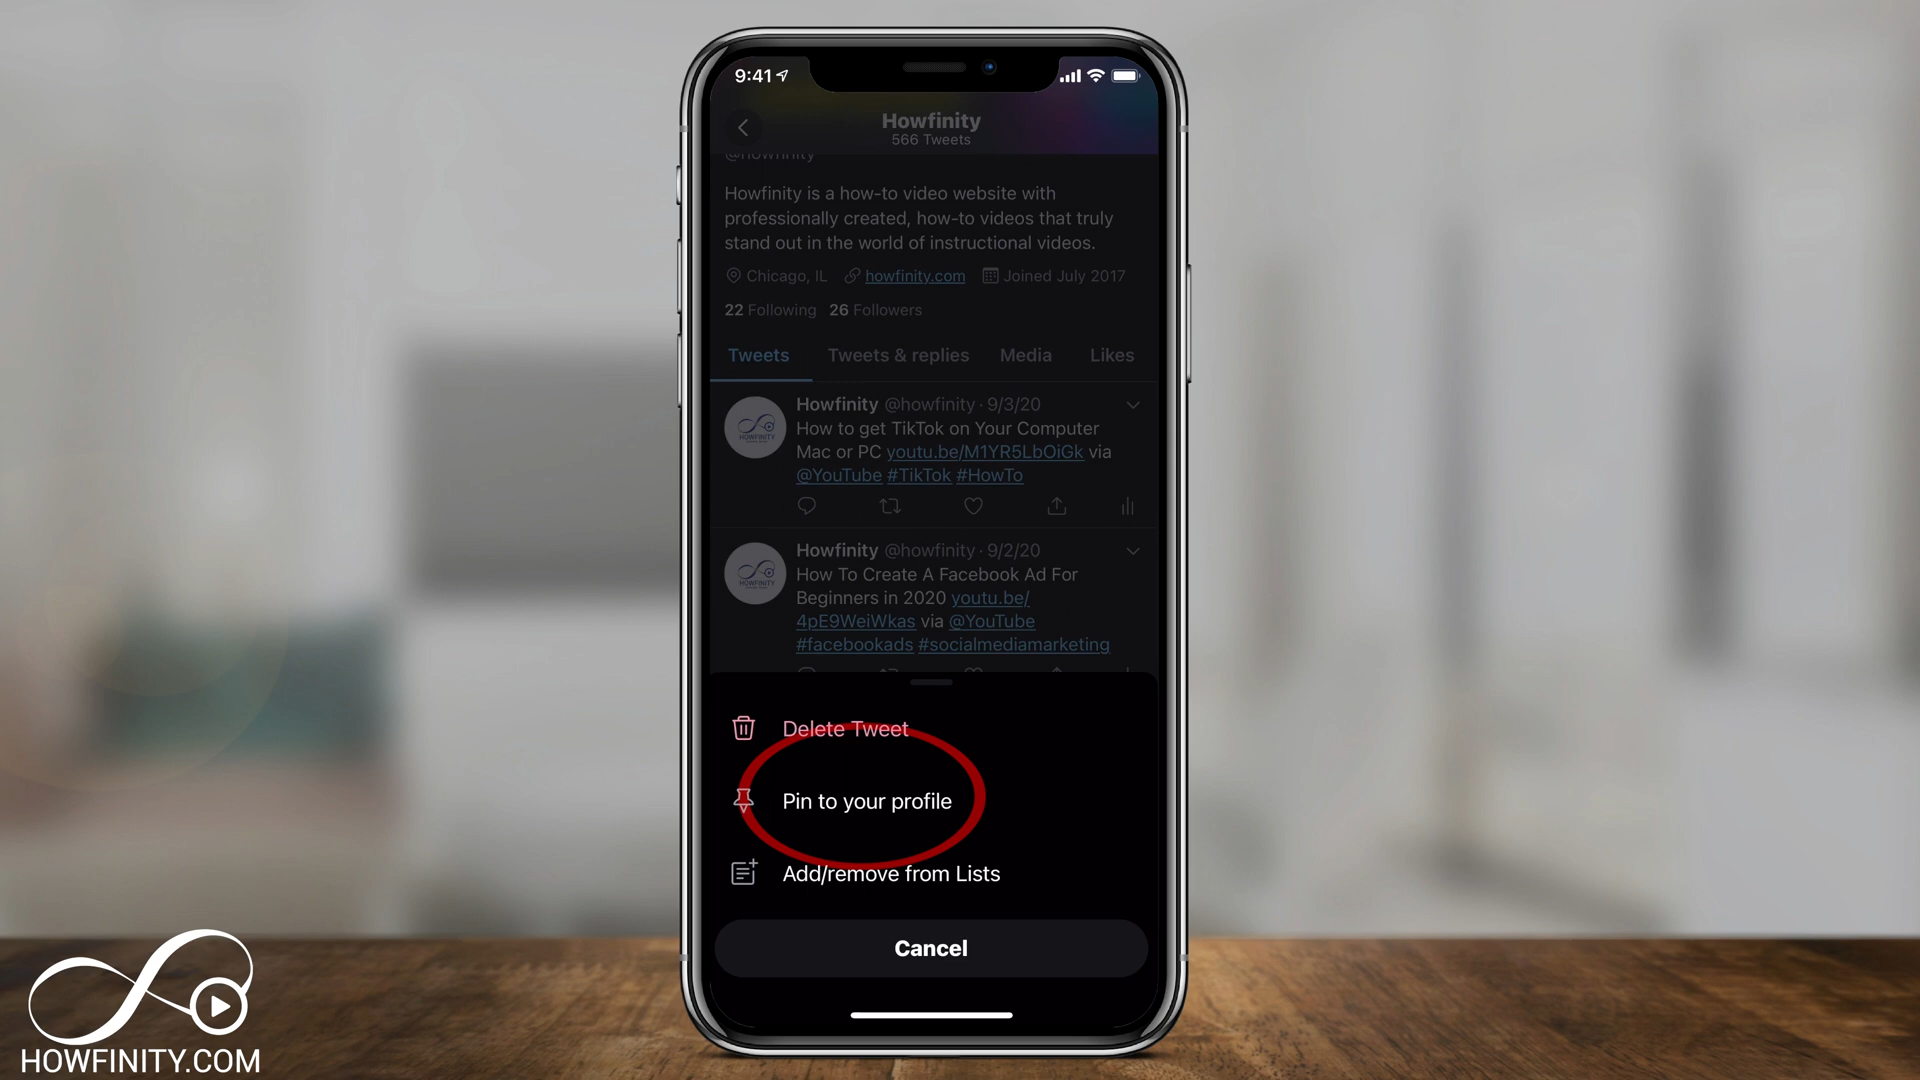 9:41
Howfinity
566 Tweets
@howfinity
Howfinity is a how-to video website with
professionally created, how-to videos that truly
stand out in the world of instructional videos.
Chicago, IL howfinity.com Joined July 2017
22 Following 26 Followers
Tweets Tweets & replies Media Likes
Howfinity @howfinity · 9/3/20
How to get TikTok on Your Computer
Mac or PC youtu.be/M1YR5LbOiGk via
@YouTube #TikTok #HowTo
HOWFINITY
Howfinity @howfinity · 9/2/20
How To Create A Facebook Ad For
Beginners in 2020 youtu.be/
4pE9WeiWkas via @YouTube
#facebookads #socialmediamarketing
HOWFINITY
Delete Tweet
Pin to your profile
Add/remove from Lists
Cancel
HOWFINITY.COM